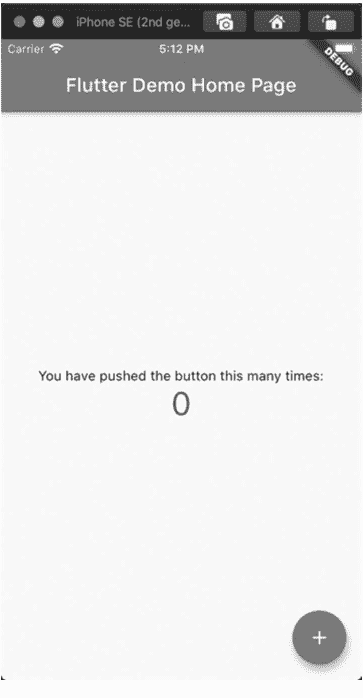 iPhone SE (2nd ge...
Carrier 5:12 PM
DEBUG
Flutter Demo Home Page
You have pushed the button this many times:
0
+